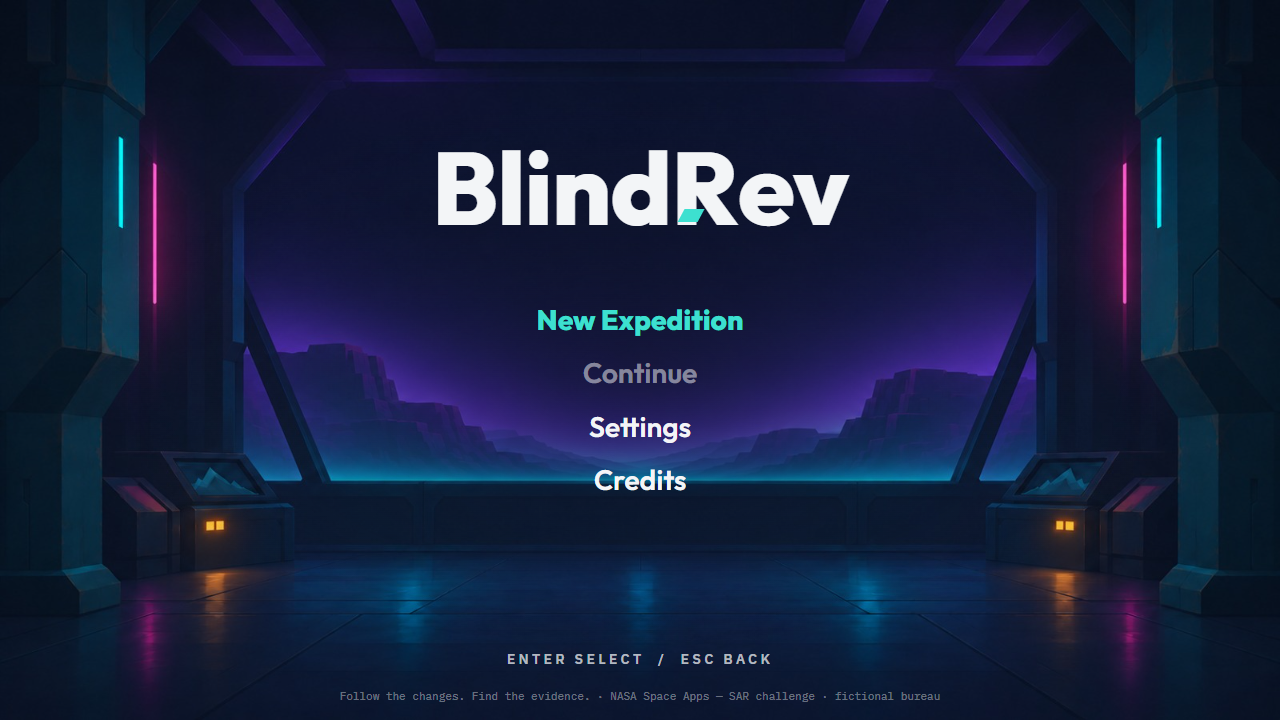 BlindRev
New Expedition
Continue
Settings
Credits
ENTER SELECT / ESC BACK
Follow the changes. Find the evidence. · NASA Space Apps — SAR challenge · fictional bureau